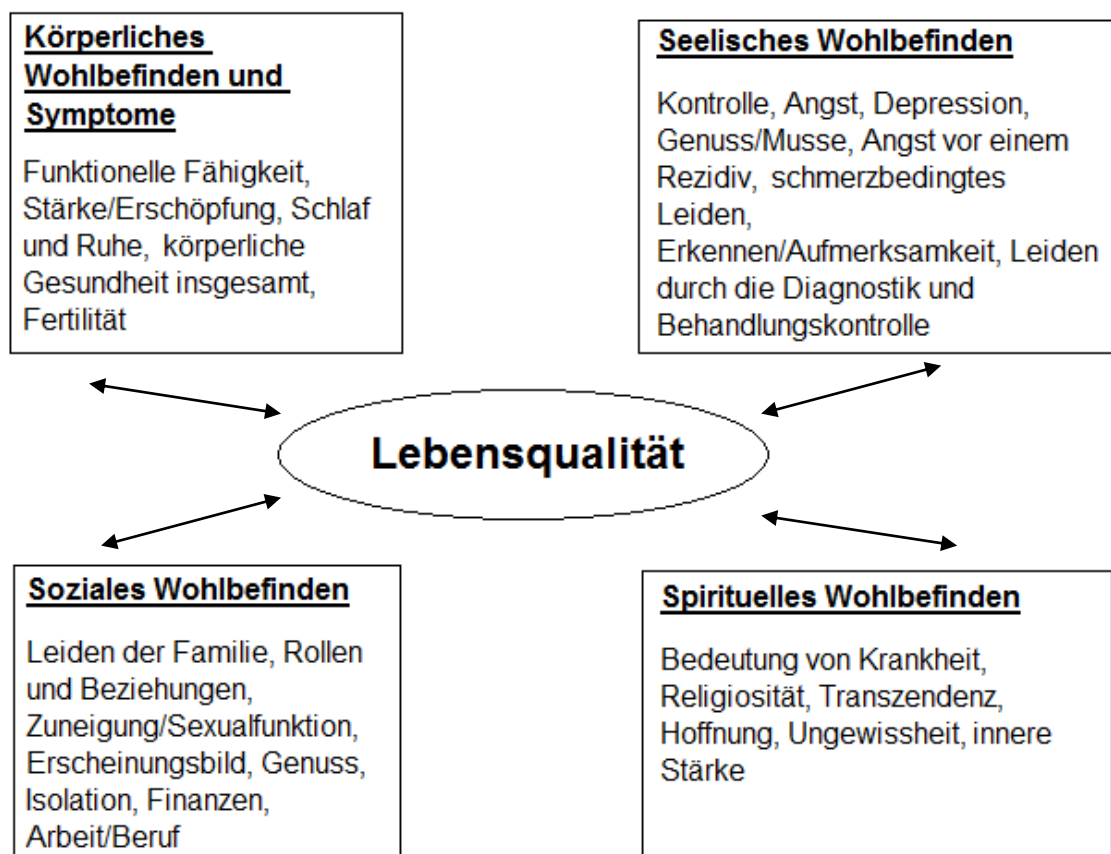 Körperliches
Wohlbefinden und
Symptome
Funktionelle Fähigkeit,
Stärke/Erschöpfung, Schlaf
und Ruhe, körperliche
Gesundheit insgesamt,
Fertilität
Seelisches Wohlbefinden
Kontrolle, Angst, Depression,
Genuss/Musse, Angst vor einem
Rezidiv, schmerzbedingtes
Leiden,
Erkennen/Aufmerksamkeit, Leiden
durch die Diagnostik und
Behandlungskontrolle
Lebensqualität
Soziales Wohlbefinden
Leiden der Familie, Rollen
und Beziehungen,
Zuneigung/Sexualfunktion,
Erscheinungsbild, Genuss,
Isolation, Finanzen,
Arbeit/Beruf
Spirituelles Wohlbefinden
Bedeutung von Krankheit,
Religiosität, Transzendenz,
Hoffnung, Ungewissheit, innere
Stärke